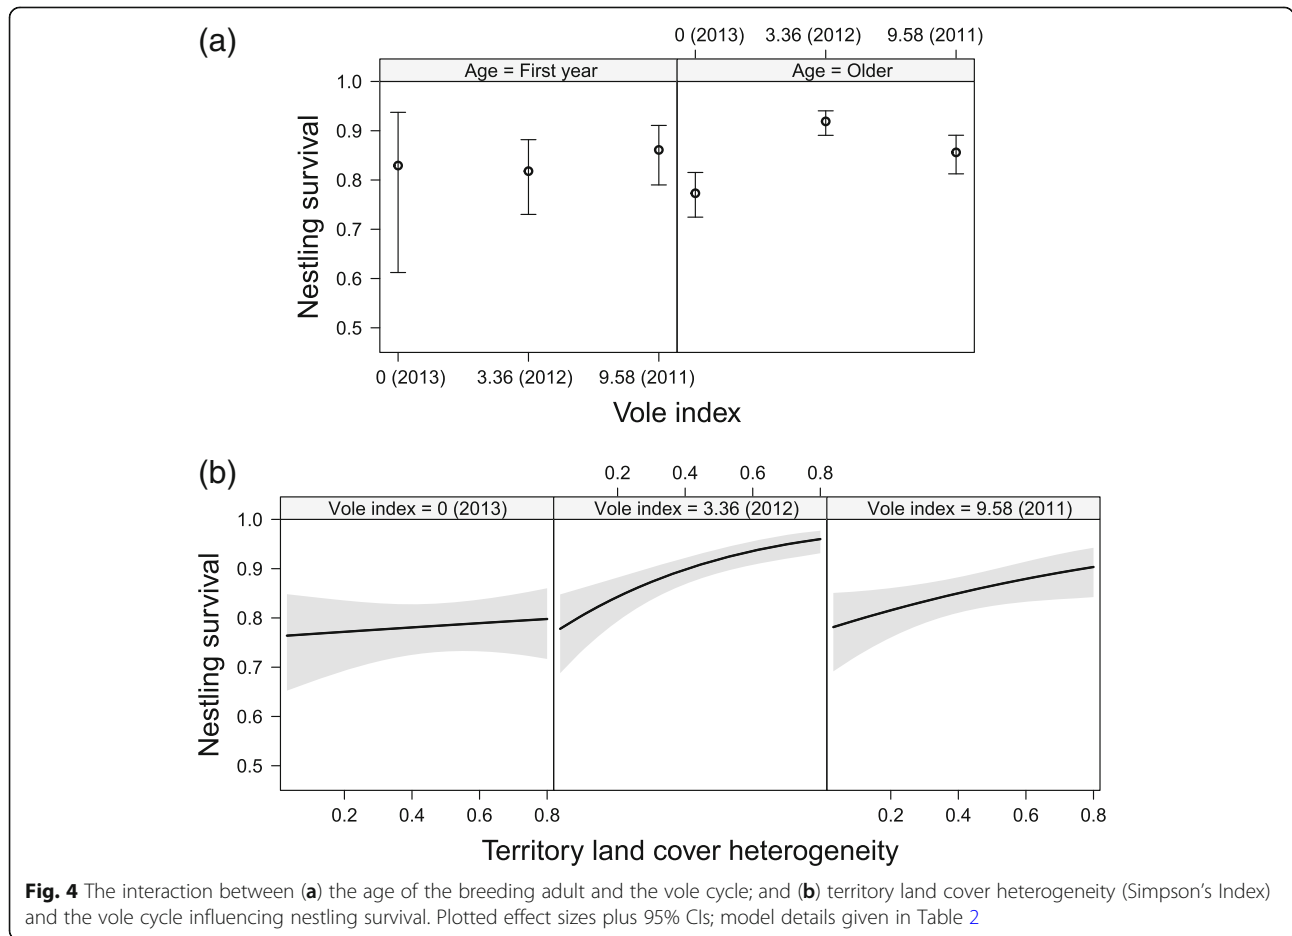 (a)
0 (2013) 3.36 (2012) 9.58 (2011)
Age = First year Age = Older
1.0
0.9
0.8
0.7
0.6
0.5
Nestling survival
0 (2013) 3.36 (2012) 9.58 (2011)
Vole index
(b)
0.2 0.4 0.6 0.8
Vole index = 0 (2013) Vole index = 3.36 (2012) Vole index = 9.58 (2011)
1.0
0.9
0.8
0.7
0.6
0.5
Nestling survival
0.2 0.4 0.6 0.8 0.2 0.4 0.6 0.8
Territory land cover heterogeneity
Fig. 4 The interaction between (a) the age of the breeding adult and the vole cycle; and (b) territory land cover heterogeneity (Simpson's Index)
and the vole cycle influencing nestling survival. Plotted effect sizes plus 95% CIs; model details given in Table 2